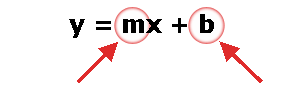 y = mx + b